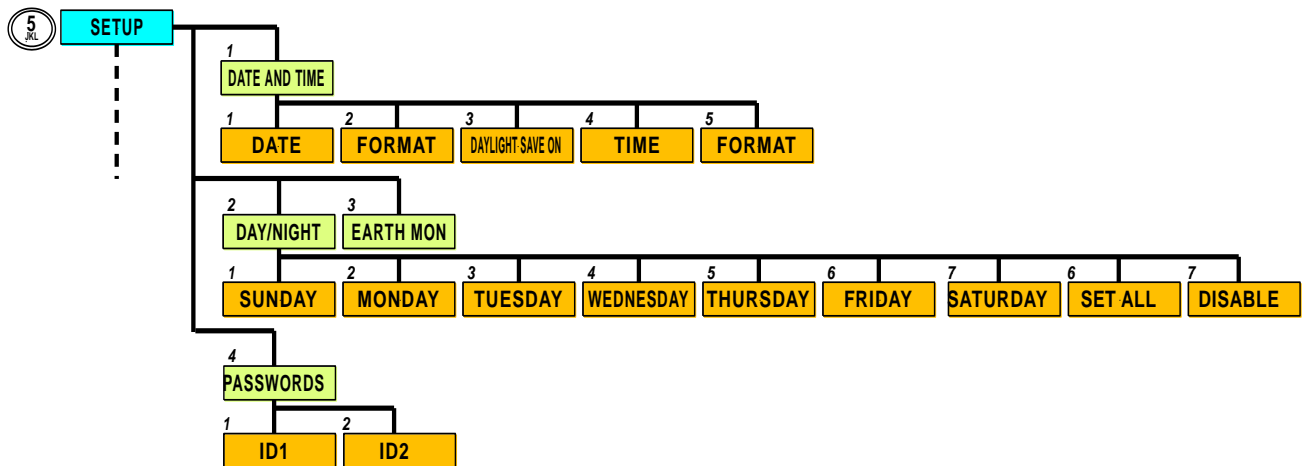 5
JKL
SETUP
1
DATE AND TIME
1 2 3 4 5
DATE FORMAT DAYLIGHT SAVE ON TIME FORMAT
2 3
DAY/NIGHT EARTH MON
1 2 3 4 5 6 7 6 7
SUNDAY MONDAY TUESDAY WEDNESDAY THURSDAY FRIDAY SATURDAY SET ALL DISABLE
4
PASSWORDS
1 2
ID1 ID2